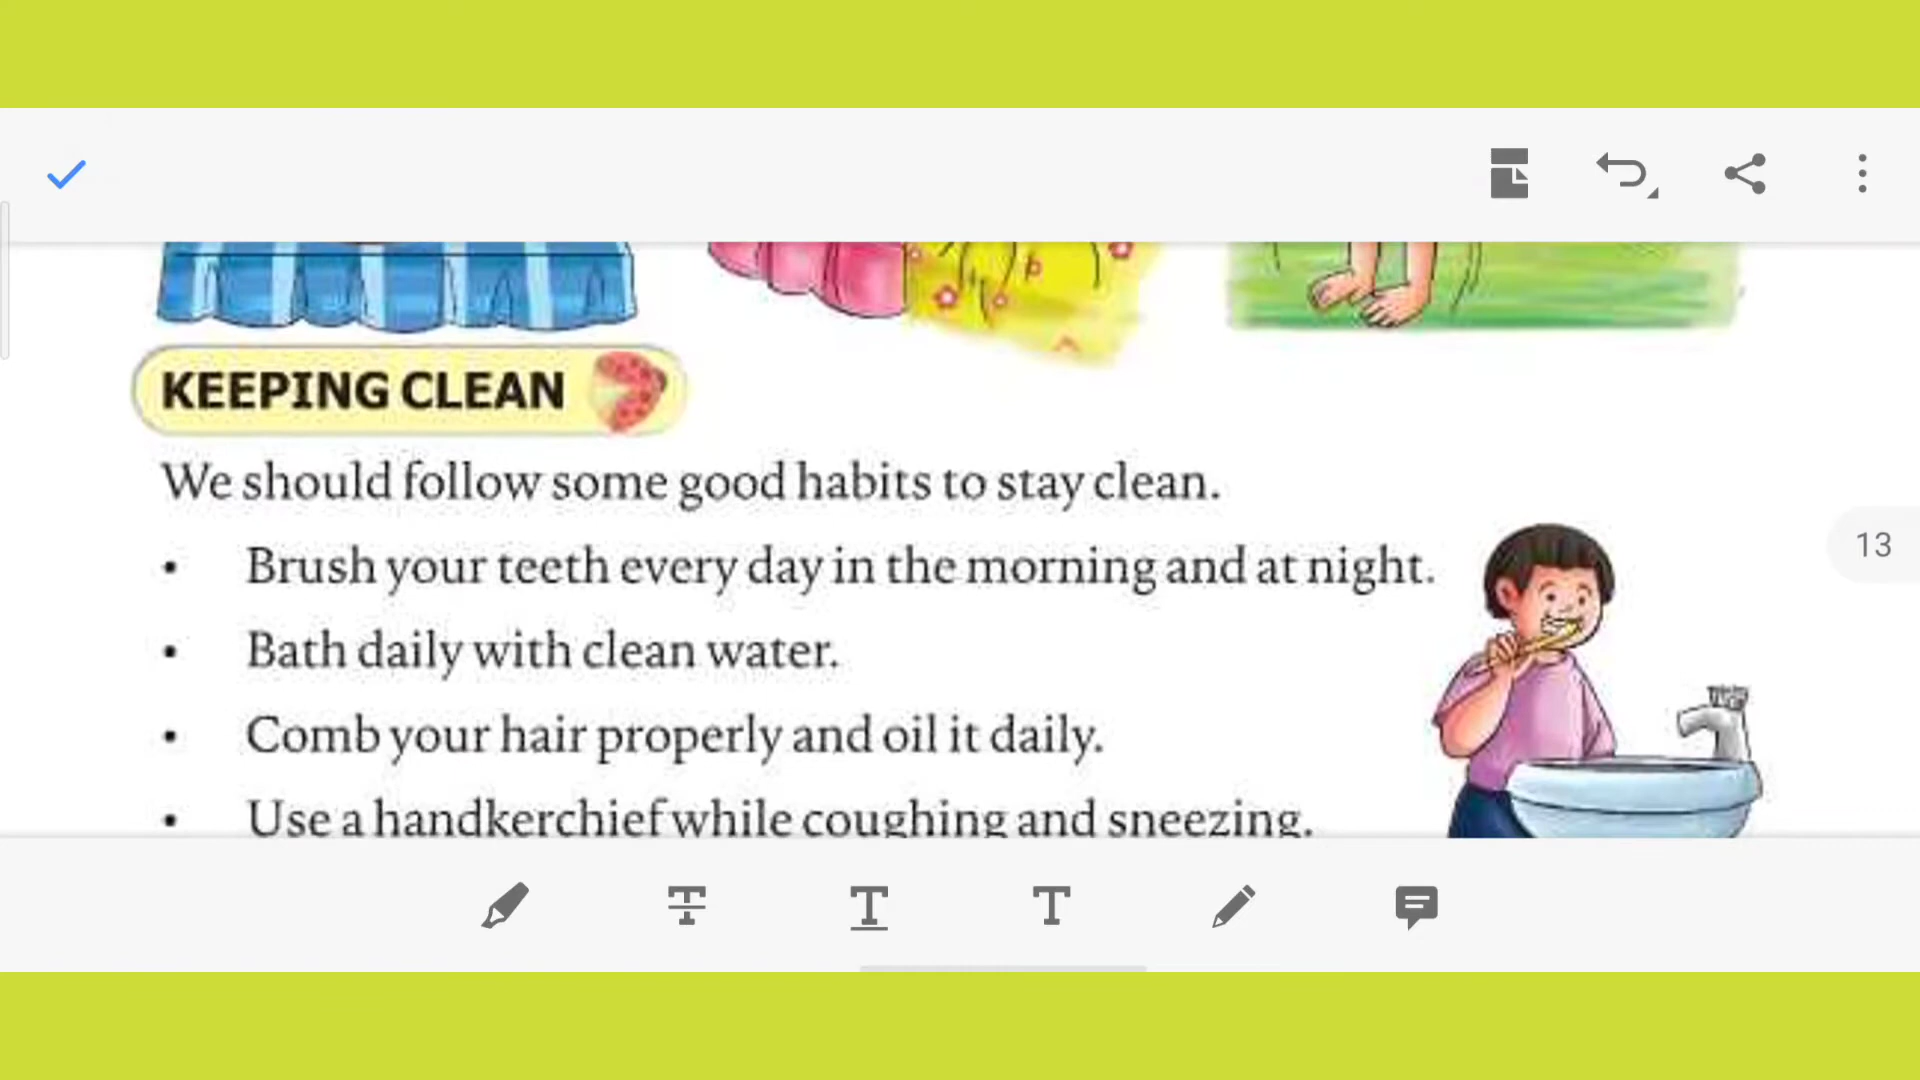 KEEPING CLEAN
We should follow some good habits to stay clean.
• Brush your teeth every day in the morning and at night.
• Bath daily with clean water.
• Comb your hair properly and oil it daily.
• Use a handkerchief while coughing and sneezing.
13